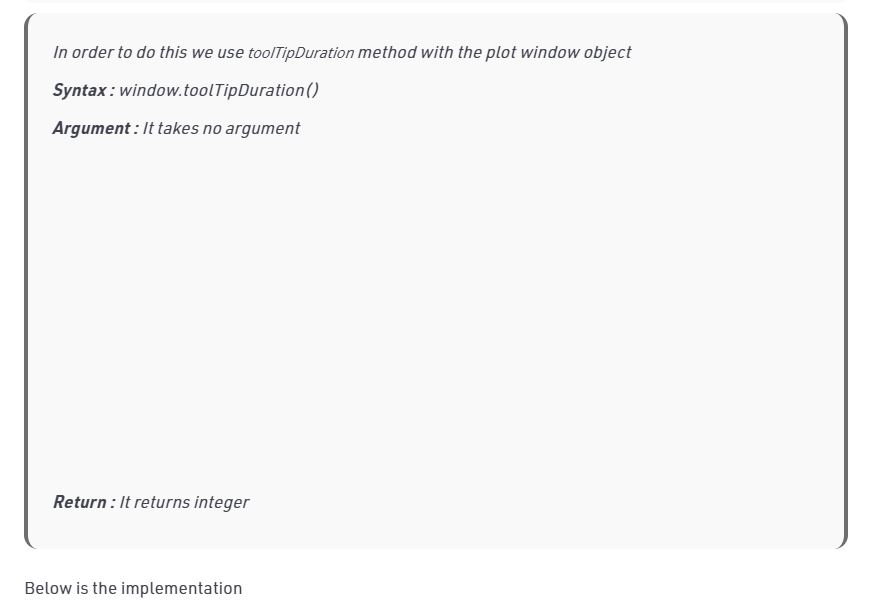 In order to do this we use toolTipDuration method with the plot window object
Syntax : window.toolTipDuration()
Argument : It takes no argument
Return : It returns integer
Below is the implementation